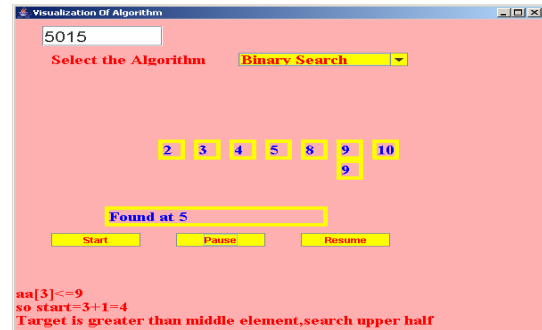 Visualization Of Algorithm
5015
Select the Algorithm Binary Search
2 3 4 5 8 9 10
9
Found at 5
Start Pause Resume
aa[3]<=9
so start=3+1=4
Target is greater than middle element,search upper half